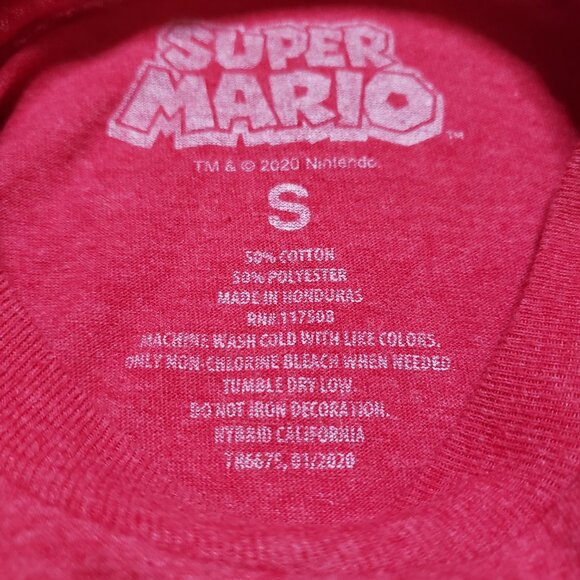 SUPER
MARIO
™
TM & © 2020 Nintendo.
S
50% COTTON
50% POLYESTER
MADE IN HONDURAS
RN# 117508
MACHINE WASH COLD WITH LIKE COLORS.
ONLY NON-CHLORINE BLEACH WHEN NEEDED
TUMBLE DRY LOW.
DO NOT IRON DECORATION.
HYBRID CALIFORNIA
01/2020